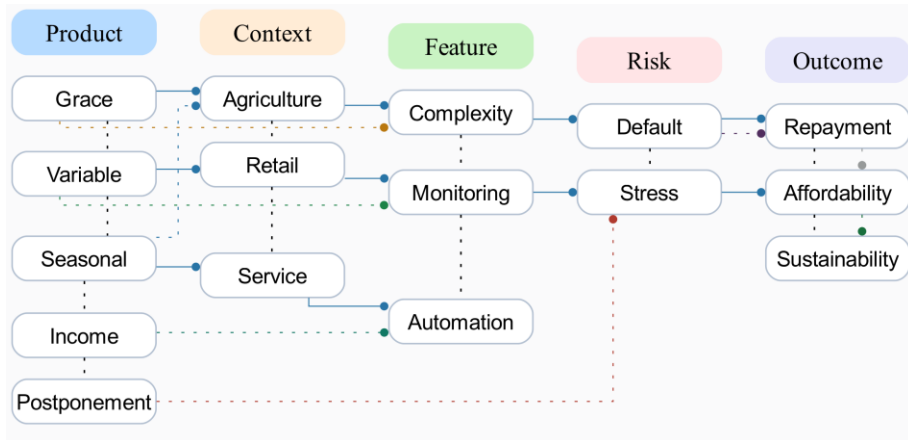 Product
Context
Feature
Risk
Outcome
Grace
Agriculture
Complexity
Default
Repayment
Variable
Retail
Monitoring
Stress
Affordability
Seasonal
Service
Sustainability
Income
Automation
Postponement